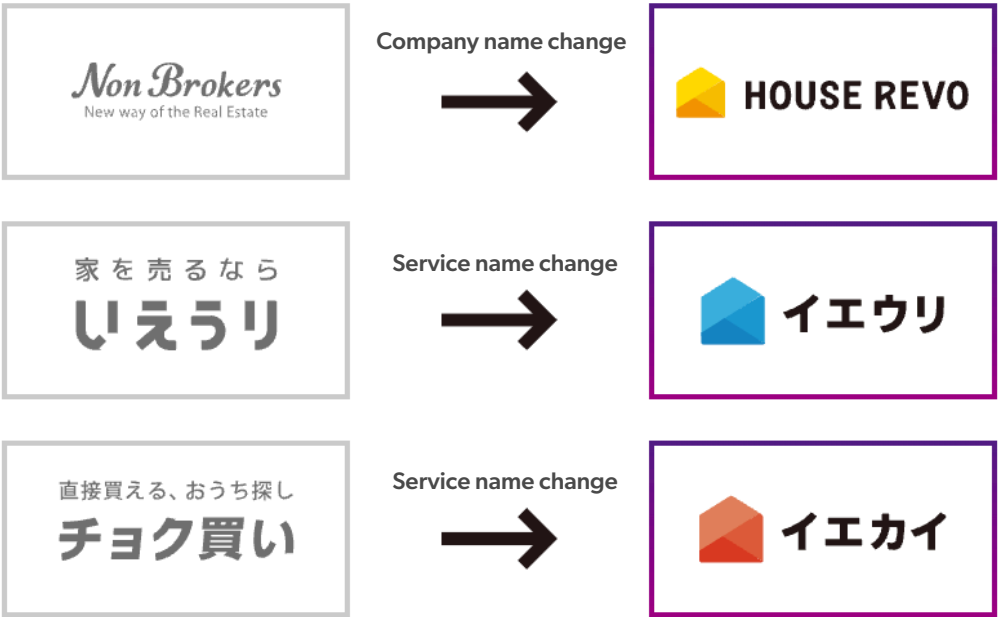 Non Brokers
New way of the Real Estate
Company name change
HOUSE REVO
家を売るなら
いえうり
Service name change
イエウリ
直接買える、おうち探し
チョク買い
Service name change
イエカイ